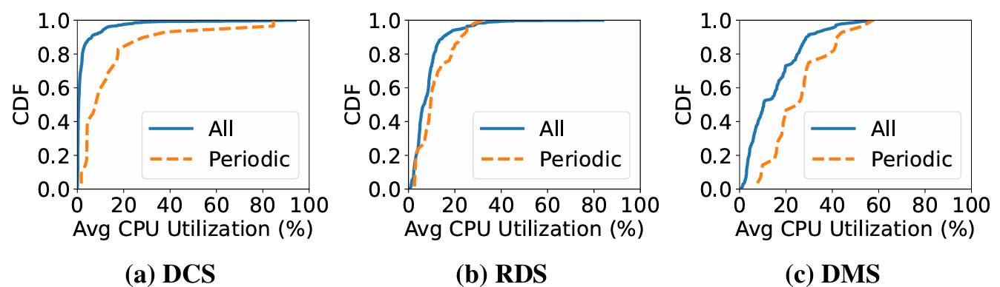 1.0
0.8
0.6
0.4
0.2
0.0
CDF
All
Periodic
0 20 40 60 80 100
Avg CPU Utilization (%)
(a) DCS
1.0
0.8
0.6
0.4
0.2
0.0
CDF
All
Periodic
0 20 40 60 80 100
Avg CPU Utilization (%)
(b) RDS
1.0
0.8
0.6
0.4
0.2
0.0
CDF
All
Periodic
0 20 40 60 80 100
Avg CPU Utilization (%)
(c) DMS